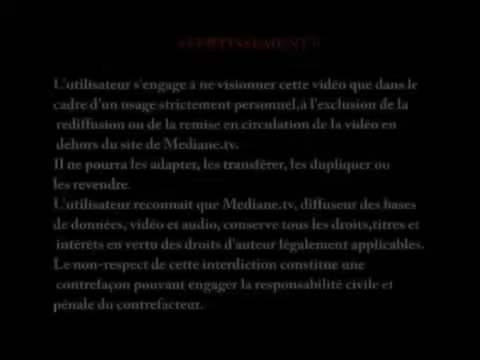 AVERTISSEMENT !!
L'utilisateur s'engage à ne visionner cette vidéo que dans le
cadre d'un usage strictement personnel,à l'exclusion de la
rediffusion ou de la remise en circulation de la vidéo en
dehors du site de Mediane.tv.
Il ne pourra les adapter, les transférer, les dupliquer ou
les revendre.
L'utilisateur reconnait que Mediane.tv, diffuseur des bases
de données, vidéo et audio, conserve tous les droits,titres et
intérêts en vertu des droits d'auteur légalement applicables.
Le non-respect de cette interdiction constitue une
contrefaçon pouvant engager la responsabilité civile et
pénale du contrefacteur.